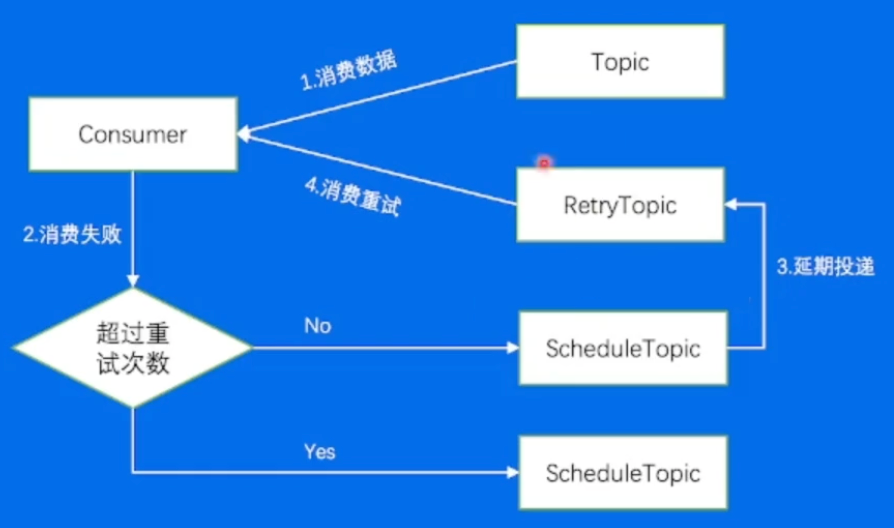 Topic
1.消费数据
Consumer
RetryTopic
4.消费重试
2.消费失败
3.延期投递
超过重
试次数
No
ScheduleTopic
Yes
ScheduleTopic